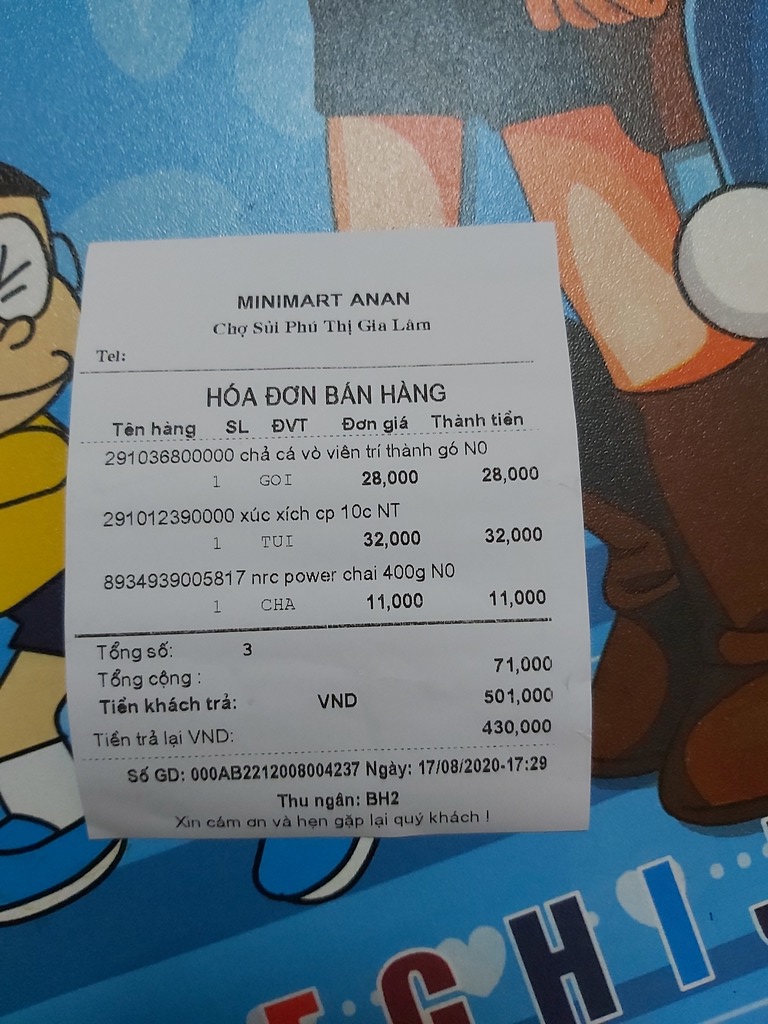 MINIMART ANAN
Chợ Sủi Phú Thị Gia Lâm
Tel:
HÓA ĐƠN BÁN HÀNG
Tên hàng SL ĐVT Đơn giá Thành tiền
291036800000 chả cá vò viên trí thành gó N0
1 GOI 28,000 28,000
291012390000 xúc xích cp 10c NT
1 TUI 32,000 32,000
8934939005817 nrc power chai 400g N0
1 CHA 11,000 11,000
Tổng số: 3
Tổng cộng : 71,000
Tiền khách trả: VND 501,000
Tiền trả lại VND: 430,000
Số GD: 000AB2212008004237 Ngày: 17/08/2020-17:29
Thu ngân: BH2
Xin cám ơn và hẹn gặp lại quý khách !
G H I